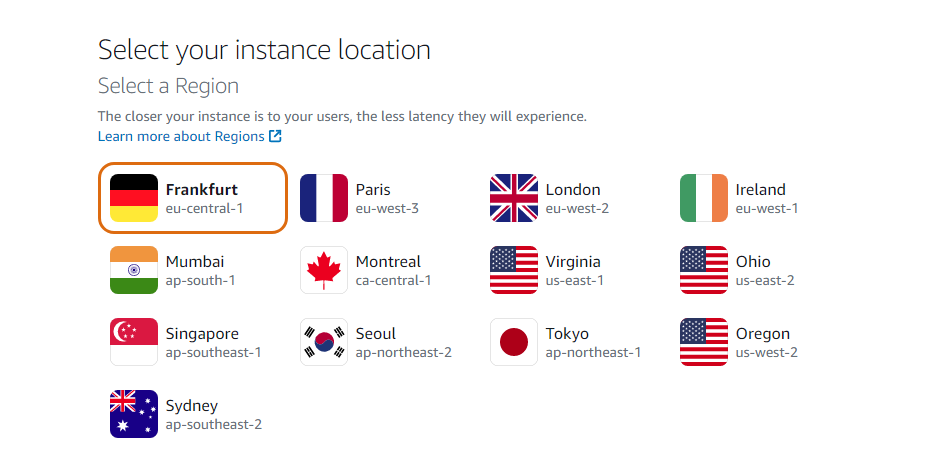 Select your instance location
Select a Region
The closer your instance is to your users, the less latency they will experience.
Learn more about Regions
Frankfurt
eu-central-1
Paris
eu-west-3
London
eu-west-2
Ireland
eu-west-1
Mumbai
ap-south-1
Montreal
ca-central-1
Virginia
us-east-1
Ohio
us-east-2
Singapore
ap-southeast-1
Seoul
ap-northeast-2
Tokyo
ap-northeast-1
Oregon
us-west-2
Sydney
ap-southeast-2